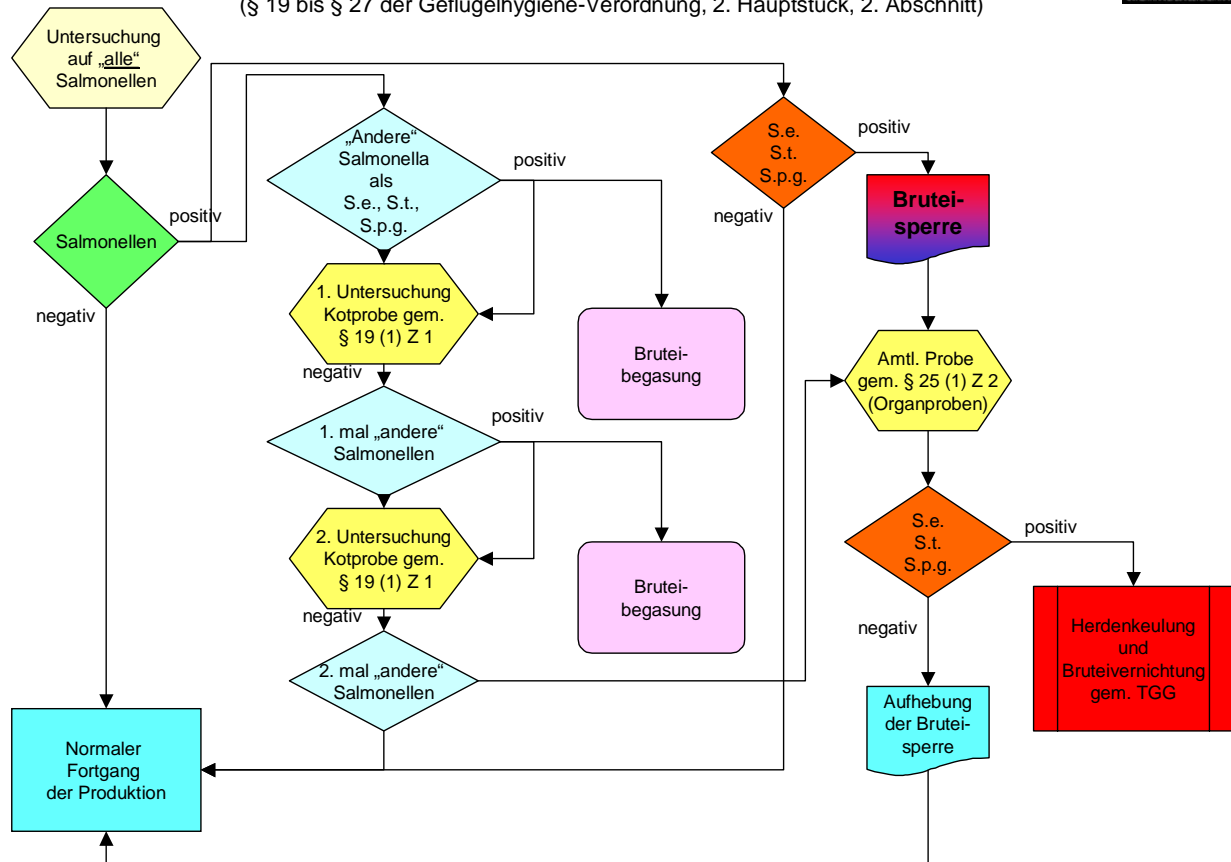 (§ 19 bis § 27 der Geflügelhygiene-Verordnung, 2. Hauptstück, 2. Abschnitt)
Untersuchung
auf „alle“
Salmonellen
Salmonellen
positiv
negativ
„Andere“
Salmonella
als
S.e., S.t.,
S.p.g.
positiv
1. Untersuchung
Kotprobe gem.
§ 19 (1) Z 1
negativ
Brutei-
begasung
1. mal „andere“
Salmonellen
positiv
2. Untersuchung
Kotprobe gem.
§ 19 (1) Z 1
negativ
Brutei-
begasung
2. mal „andere“
Salmonellen
Normaler
Fortgang
der Produktion
S.e.
S.t.
S.p.g.
positiv
negativ
Brutei-
sperre
Amtl. Probe
gem. § 25 (1) Z 2
(Organproben)
S.e.
S.t.
S.p.g.
positiv
negativ
Herdenkeulung
und
Bruteivernichtung
gem. TGG
Aufhebung
der Brutei-
sperre